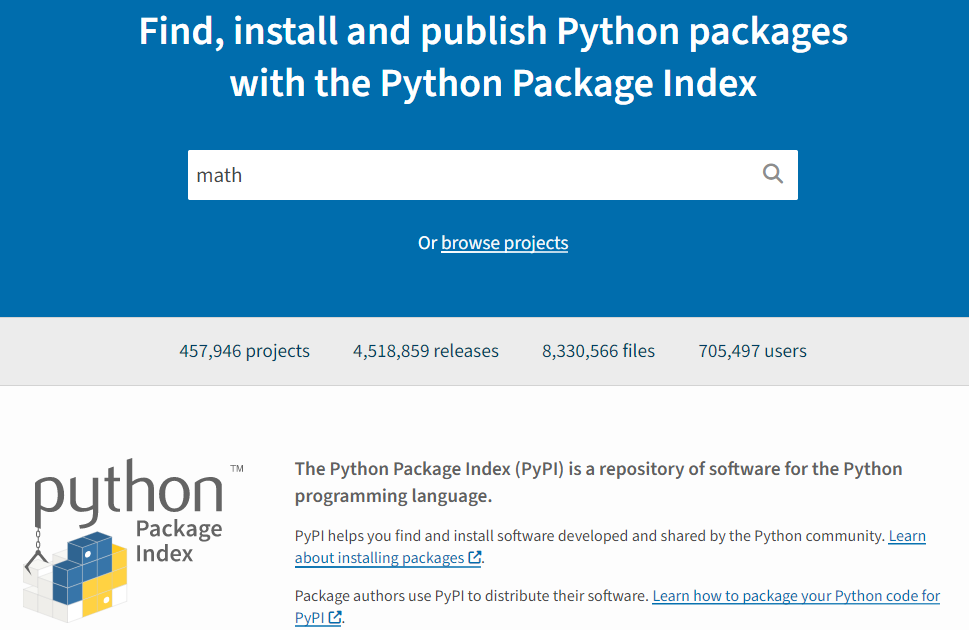 Find, install and publish Python packages
with the Python Package Index
math
Or browse projects
457,946 projects 4,518,859 releases 8,330,566 files 705,497 users
python TM
Package
Index
The Python Package Index (PyPI) is a repository of software for the Python
programming language.
PyPI helps you find and install software developed and shared by the Python community. Learn
about installing packages.
Package authors use PyPI to distribute their software. Learn how to package your Python code for
PyPI.